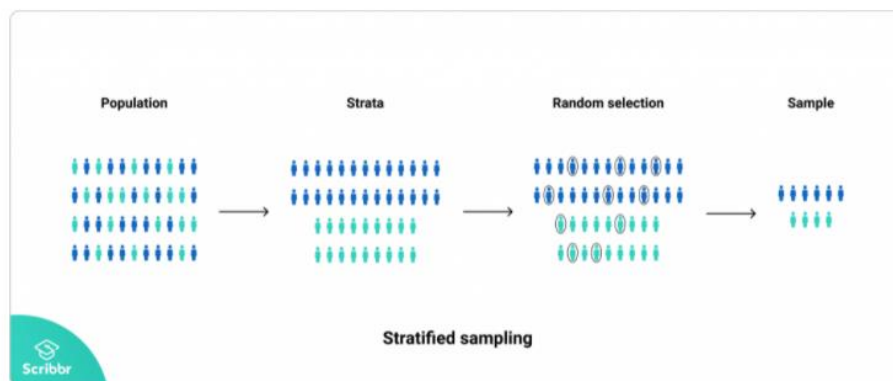 Population
Strata
Random selection
Sample
Stratified sampling
Scribbr